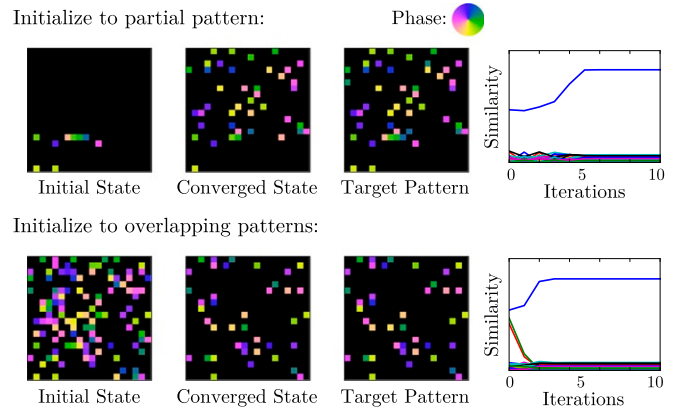 Initialize to partial pattern:
Phase:
Similarity
0 5 10
Iterations
Initial State
Converged State
Target Pattern
Initialize to overlapping patterns:
Similarity
0 5 10
Iterations
Initial State
Converged State
Target Pattern